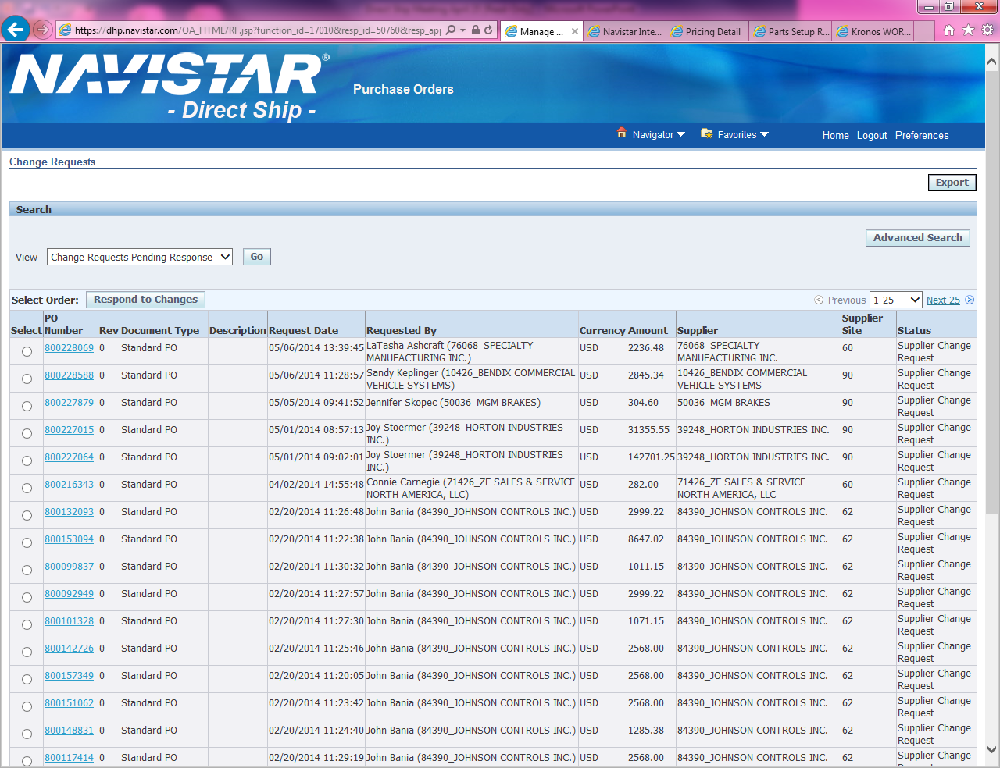 https://dhp.navistar.com/OA_HTML/RF.jsp?function_id=17010&resp_id=50760&resp_app
Manage ...
Navistar Inte...
Pricing Detail
Parts Setup R...
Kronos WOR...
NAVISTAR®
- Direct Ship -
Purchase Orders
Navigator
Favorites
Home
Logout
Preferences
Change Requests
Export
Search
Advanced Search
View
Change Requests Pending Response
Go
Select Order:
Respond to Changes
Previous
1-25
Next 25
Select PO Number Rev Document Type Description Request Date Requested By Currency Amount Supplier Supplier Site Status
800228069 0 Standard PO 05/06/2014 13:39:45 LaTasha Ashcraft (76068_SPECIALTY MANUFACTURING INC.) USD 2236.48 76068_SPECIALTY MANUFACTURING INC. 60 Supplier Change Request
800228588 0 Standard PO 05/06/2014 11:28:57 Sandy Keplinger (10426_BENDIX COMMERCIAL VEHICLE SYSTEMS) USD 2845.34 10426_BENDIX COMMERCIAL VEHICLE SYSTEMS 90 Supplier Change Request
800227879 0 Standard PO 05/05/2014 09:41:52 Jennifer Skopec (50036_MGM BRAKES) USD 304.60 50036_MGM BRAKES 90 Supplier Change Request
800227015 0 Standard PO 05/01/2014 08:57:13 Joy Stoermer (39248_HORTON INDUSTRIES INC.) USD 31355.55 39248_HORTON INDUSTRIES INC. 90 Supplier Change Request
800227064 0 Standard PO 05/01/2014 09:02:01 Joy Stoermer (39248_HORTON INDUSTRIES INC.) USD 142701.25 39248_HORTON INDUSTRIES INC. 90 Supplier Change Request
800216343 0 Standard PO 04/02/2014 14:55:48 Connie Carnegie (71426_ZF SALES & SERVICE NORTH AMERICA, LLC) USD 282.00 71426_ZF SALES & SERVICE NORTH AMERICA, LLC 60 Supplier Change Request
800132093 0 Standard PO 02/20/2014 11:26:48 John Bania (84390_JOHNSON CONTROLS INC.) USD 2999.22 84390_JOHNSON CONTROLS INC. 62 Supplier Change Request
800153094 0 Standard PO 02/20/2014 11:22:38 John Bania (84390_JOHNSON CONTROLS INC.) USD 8647.02 84390_JOHNSON CONTROLS INC. 62 Supplier Change Request
800099837 0 Standard PO 02/20/2014 11:30:32 John Bania (84390_JOHNSON CONTROLS INC.) USD 1011.15 84390_JOHNSON CONTROLS INC. 62 Supplier Change Request
800092949 0 Standard PO 02/20/2014 11:27:57 John Bania (84390_JOHNSON CONTROLS INC.) USD 2999.22 84390_JOHNSON CONTROLS INC. 62 Supplier Change Request
800101328 0 Standard PO 02/20/2014 11:27:30 John Bania (84390_JOHNSON CONTROLS INC.) USD 1071.15 84390_JOHNSON CONTROLS INC. 62 Supplier Change Request
800142726 0 Standard PO 02/20/2014 11:25:46 John Bania (84390_JOHNSON CONTROLS INC.) USD 2568.00 84390_JOHNSON CONTROLS INC. 62 Supplier Change Request
800157349 0 Standard PO 02/20/2014 11:20:05 John Bania (84390_JOHNSON CONTROLS INC.) USD 2568.00 84390_JOHNSON CONTROLS INC. 62 Supplier Change Request
800151062 0 Standard PO 02/20/2014 11:23:42 John Bania (84390_JOHNSON CONTROLS INC.) USD 2568.00 84390_JOHNSON CONTROLS INC. 62 Supplier Change Request
800148831 0 Standard PO 02/20/2014 11:24:40 John Bania (84390_JOHNSON CONTROLS INC.) USD 1285.38 84390_JOHNSON CONTROLS INC. 62 Supplier Change Request
800117414 0 Standard PO 02/20/2014 11:29:19 John Bania (84390_JOHNSON CONTROLS INC.) USD 2568.00 84390_JOHNSON CONTROLS INC. 62 Supplier Change